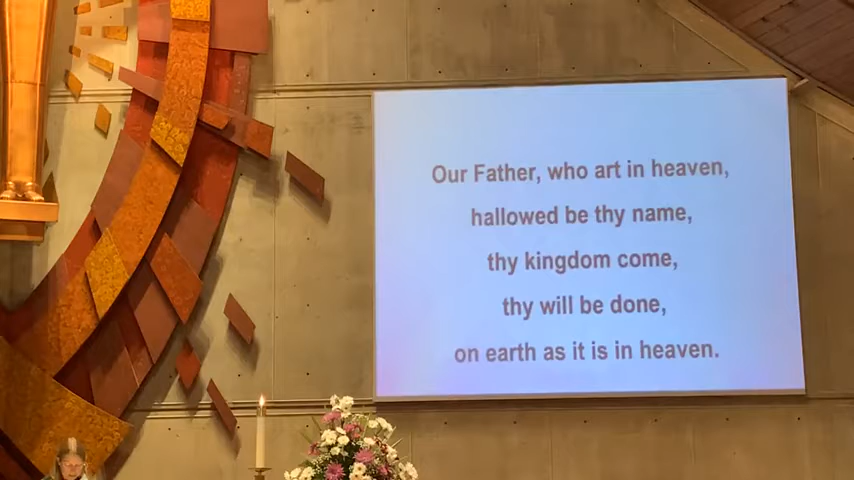 Our Father, who art in heaven,
hallowed be thy name,
thy kingdom come,
thy will be done,
on earth as it is in heaven.